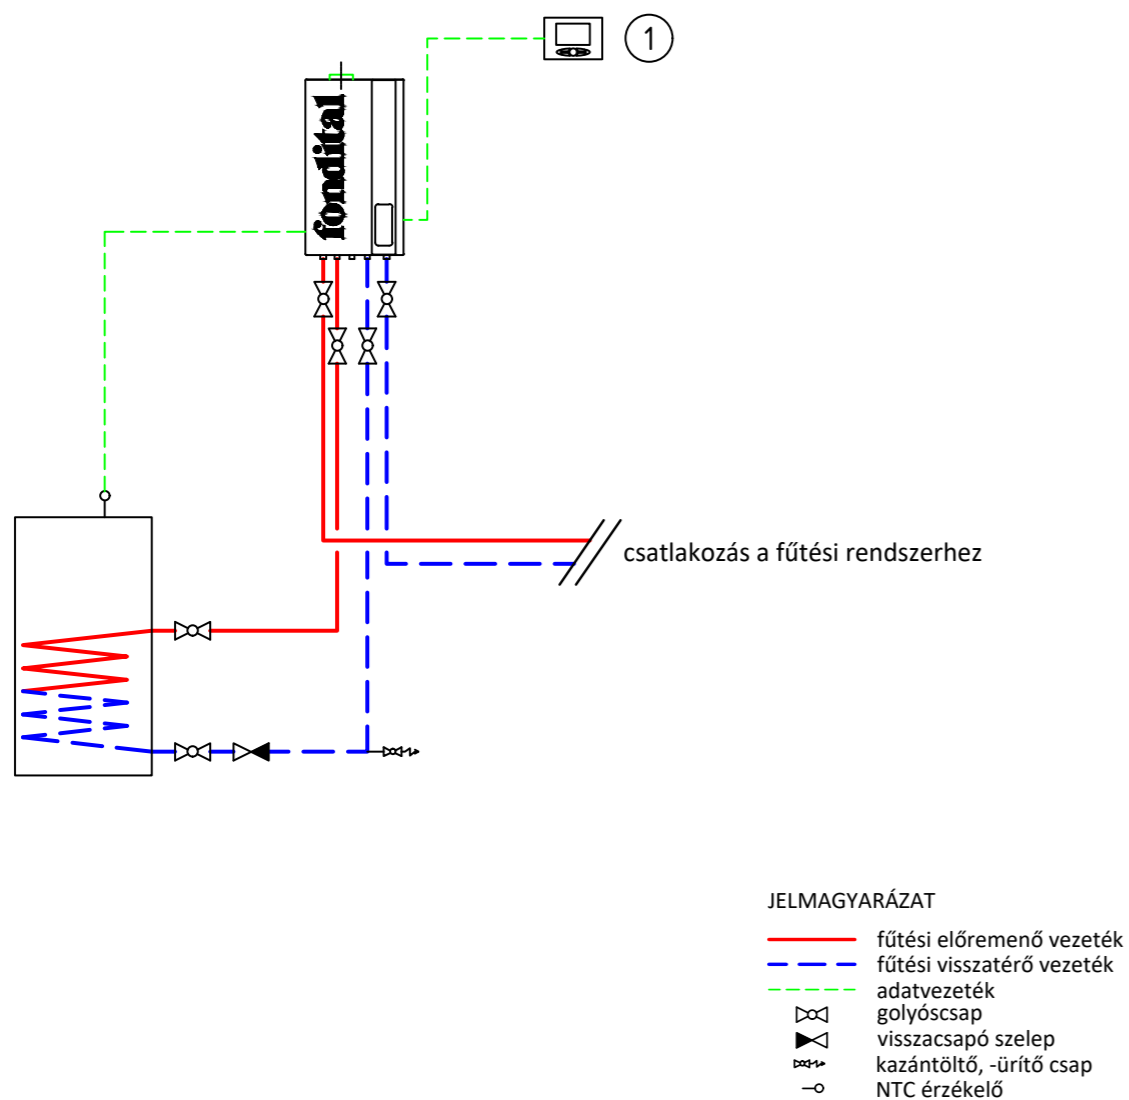 1
fondital
csatlakozás a fűtési rendszerhez
JELMAGYARÁZAT
fűtési előremenő vezeték
fűtési visszatérő vezeték
adatvezeték
golyóscsap
visszacsapó szelep
kazántöltő, -ürítő csap
NTC érzékelő